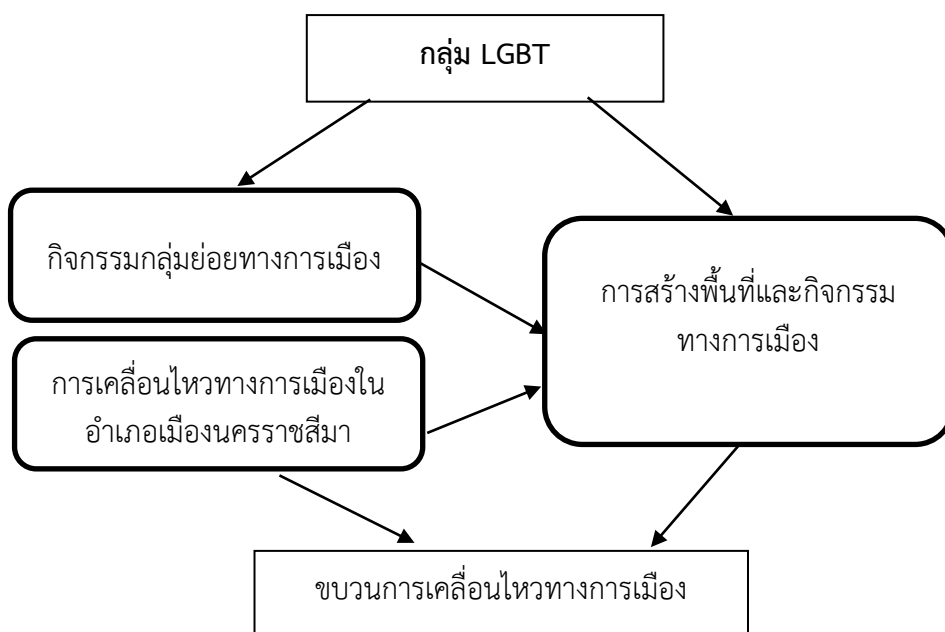 กลุ่ม LGBT
กิจกรรมกลุ่มย่อยทางการเมือง
การสร้างพื้นที่และกิจกรรม
ทางการเมือง
การเคลื่อนไหวทางการเมืองใน
อำเภอเมืองนครราชสีมา
ขบวนการเคลื่อนไหวทางการเมือง